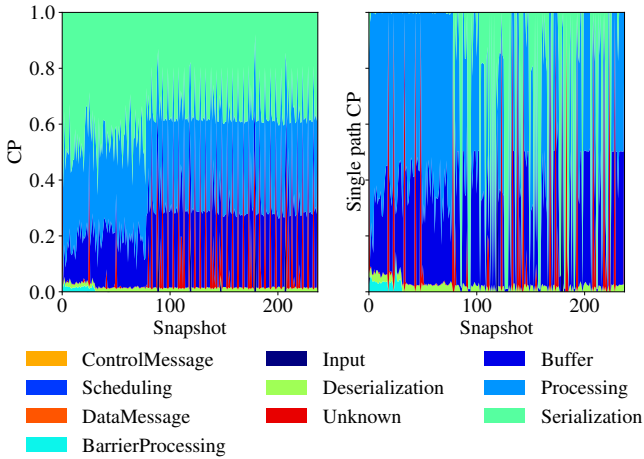 1.0
0.8
0.6
0.4
0.2
0.0
CP
0 100 200
Snapshot
Single path CP
0 100 200
Snapshot
ControlMessage Input Buffer
Scheduling Deserialization Processing
DataMessage Unknown Serialization
BarrierProcessing